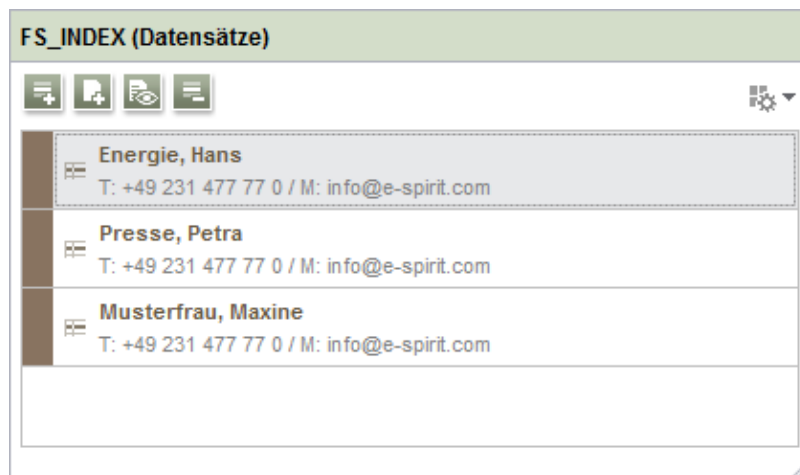 FS_INDEX (Datensätze)
Energie, Hans
T: +49 231 477 77 0 / M: info@e-spirit.com
Presse, Petra
T: +49 231 477 77 0 / M: info@e-spirit.com
Musterfrau, Maxine
T: +49 231 477 77 0 / M: info@e-spirit.com